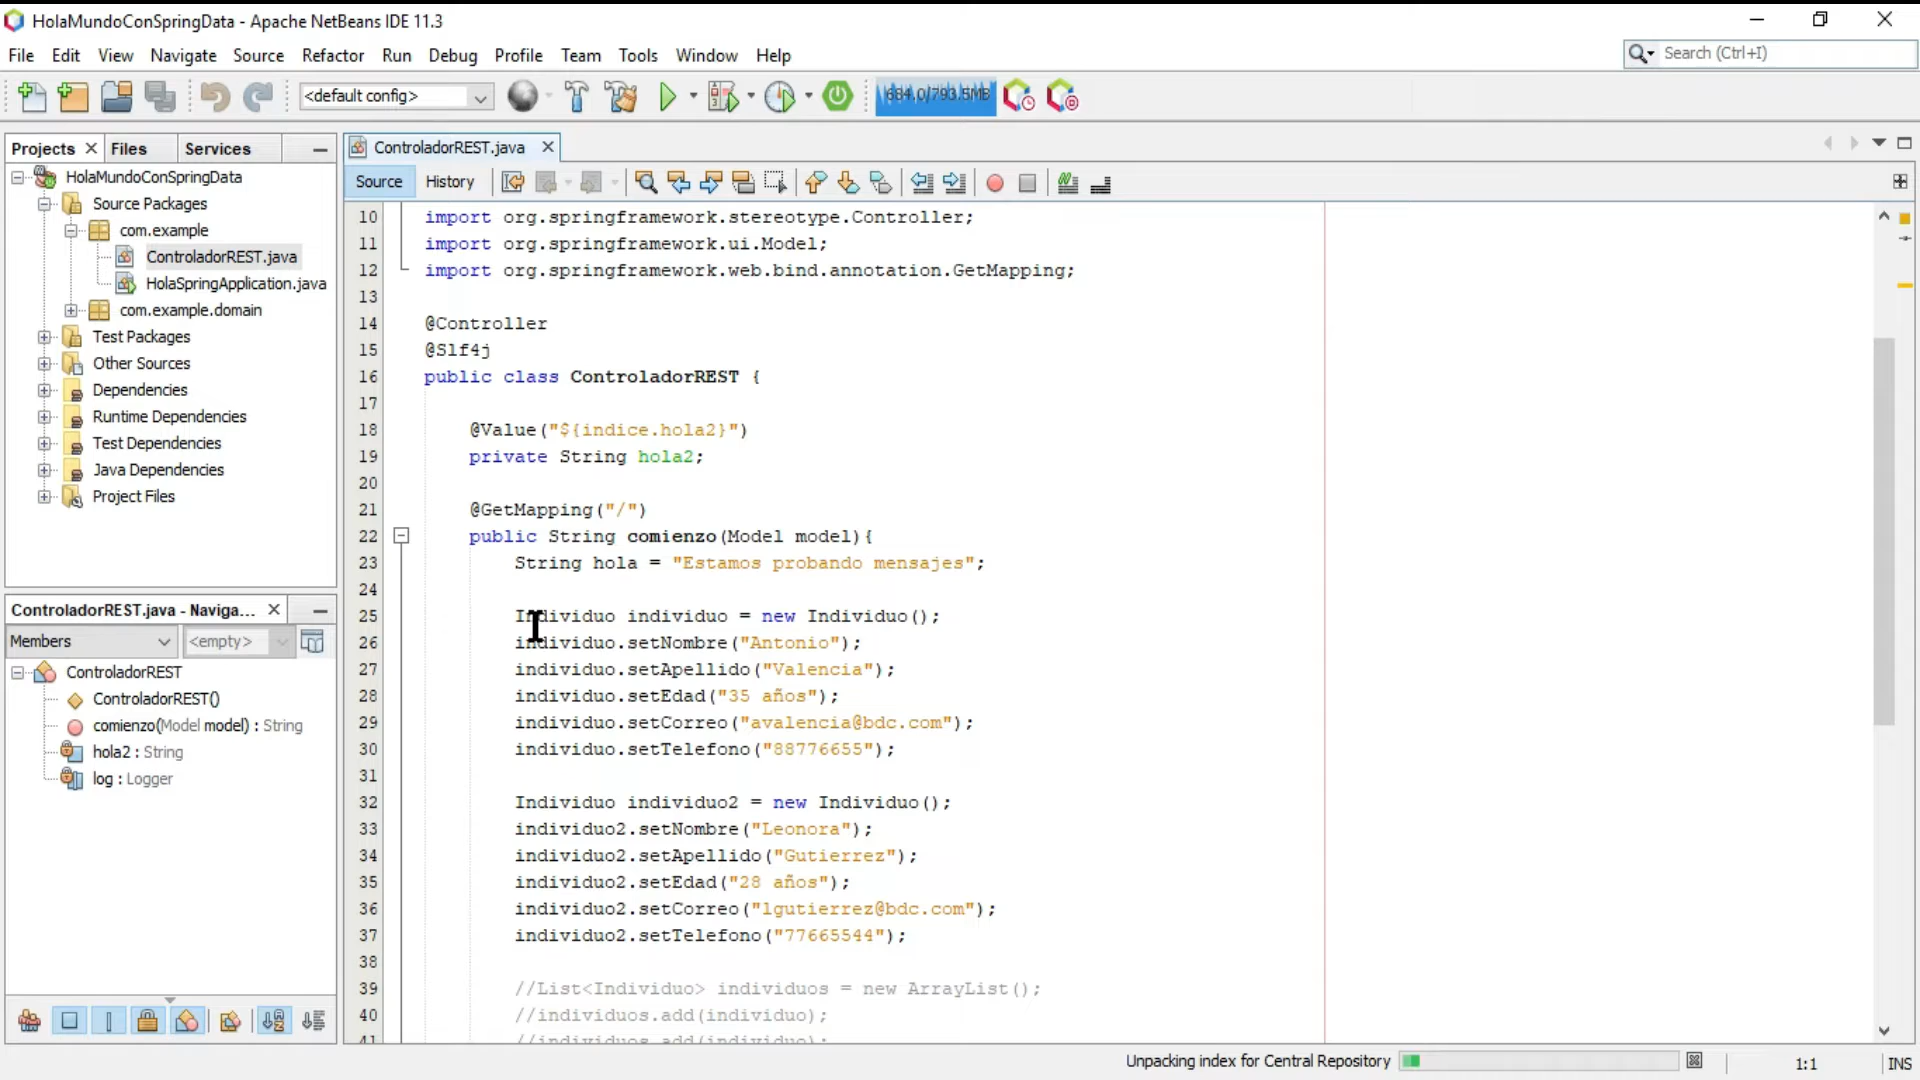 HolaMundoConSpringData - Apache NetBeans IDE 11.3
File Edit View Navigate Source Refactor Run Debug Profile Team Tools Window Help
Search (Ctrl+I)
<default config>
684.0/793.5MB
Projects Files Services
HolaMundoConSpringData
Source Packages
com.example
ControladorREST.java
HolaSpringApplication.java
com.example.domain
Test Packages
Other Sources
Dependencies
Runtime Dependencies
Test Dependencies
Java Dependencies
Project Files
ControladorREST.java - Naviga...
Members <empty>
ControladorREST
ControladorREST()
comienzo(Model model) : String
hola2 : String
log : Logger
ControladorREST.java
Source History
10 import org.springframework.stereotype.Controller;
11 import org.springframework.ui.Model;
12 import org.springframework.web.bind.annotation.GetMapping;
13
14 @Controller
15 @Slf4j
16 public class ControladorREST {
17
18 @Value("${indice.hola2}")
19 private String hola2;
20
21 @GetMapping("/")
22 public String comienzo(Model model){
23 String hola = "Estamos probando mensajes";
24
25 Individuo individuo = new Individuo();
26 individuo.setNombre("Antonio");
27 individuo.setApellido("Valencia");
28 individuo.setEdad("35 años");
29 individuo.setCorreo("avalencia@bdc.com");
30 individuo.setTelefono("88776655");
31
32 Individuo individuo2 = new Individuo();
33 individuo2.setNombre("Leonora");
34 individuo2.setApellido("Gutierrez");
35 individuo2.setEdad("28 años");
36 individuo2.setCorreo("lgutierrez@bdc.com");
37 individuo2.setTelefono("77665544");
38
39 //List<Individuo> individuos = new ArrayList();
40 //individuos.add(individuo);
41 //individuos.add(individuo);
Unpacking index for Central Repository
1:1
INS